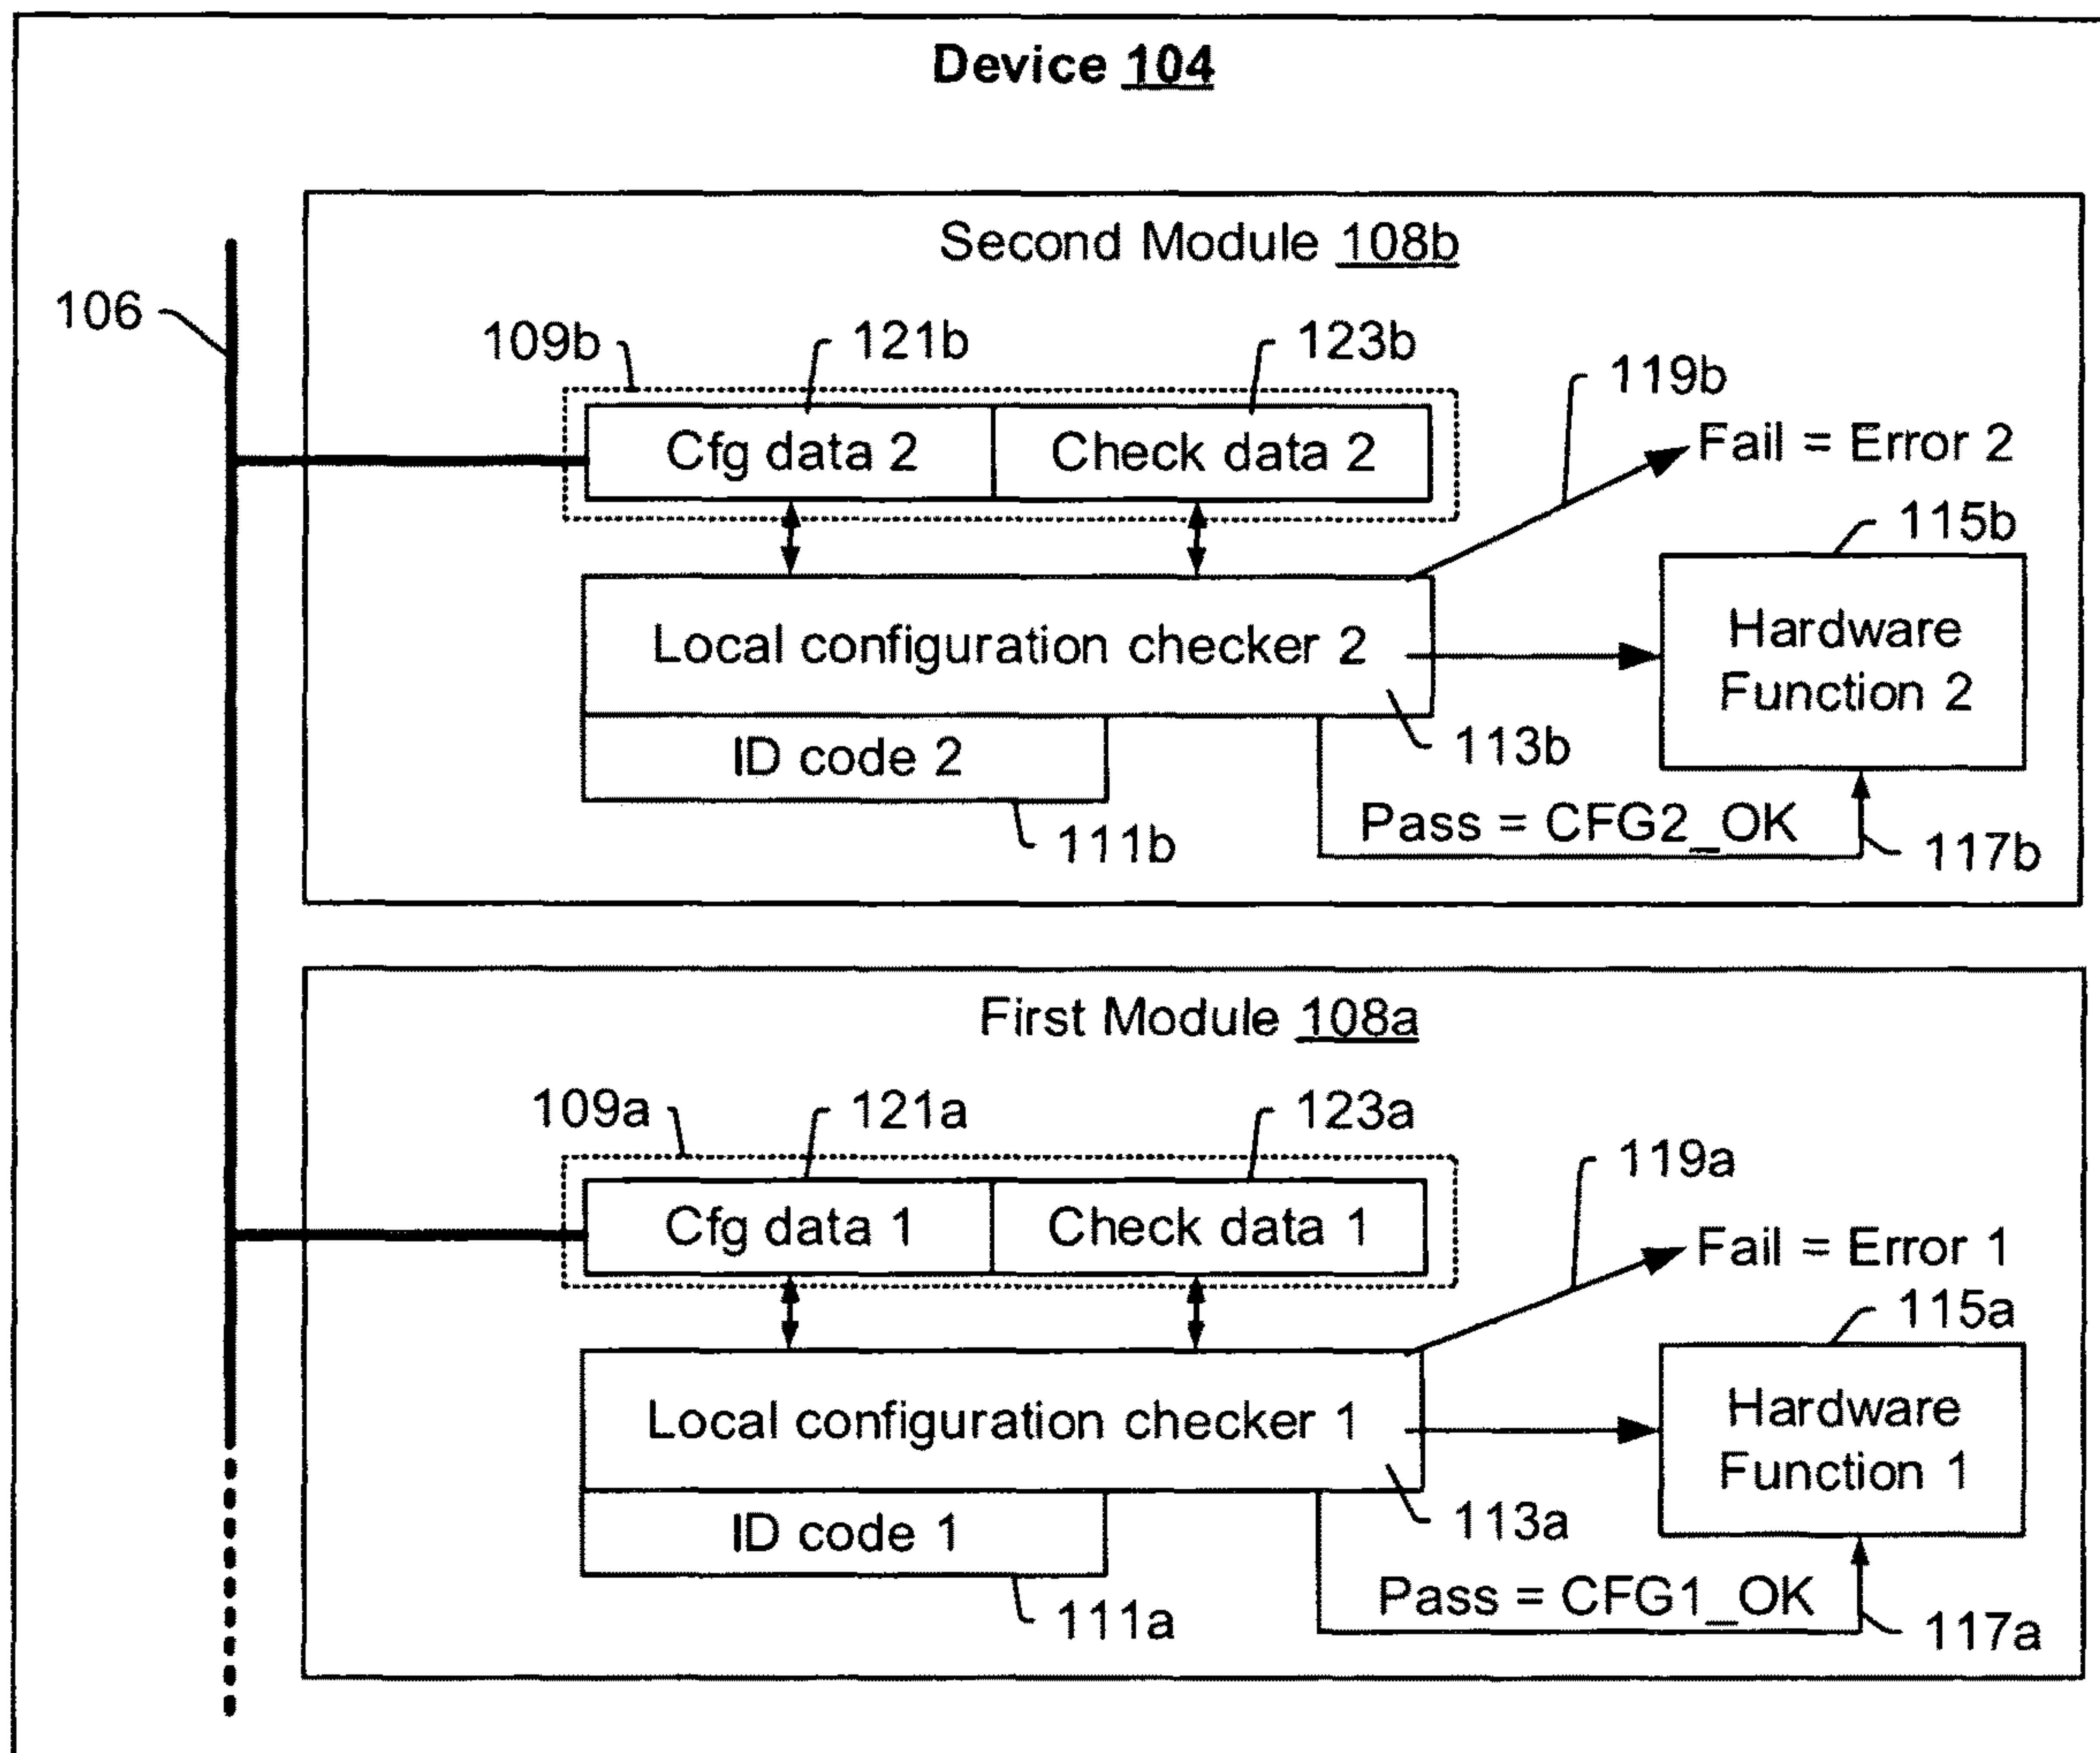 Device 104
Second Module 108b
106
109b
121b
123b
119b
Cfg data 2
Check data 2
Fail = Error 2
115b
Local configuration checker 2
Hardware
Function 2
113b
ID code 2
Pass = CFG2_OK
111b
117b
First Module 108a
109a
121a
123a
119a
Cfg data 1
Check data 1
Fail = Error 1
115a
Local configuration checker 1
Hardware
Function 1
113a
ID code 1
Pass = CFG1_OK
111a
117a